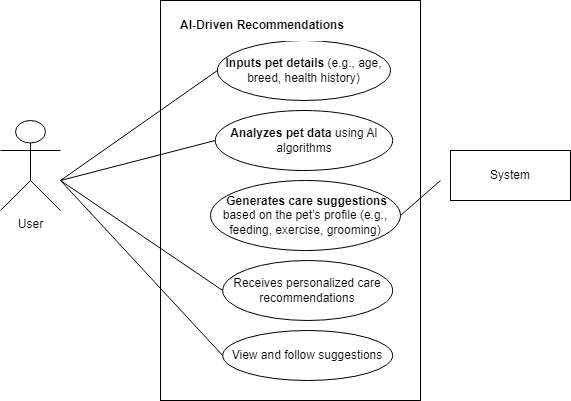 AI-Driven Recommendations
Inputs pet details (e.g., age,
breed, health history)
Analyzes pet data using AI
algorithms
Generates care suggestions
based on the pet's profile (e.g.,
feeding, exercise, grooming)
System
User
Receives personalized care
recommendations
View and follow suggestions